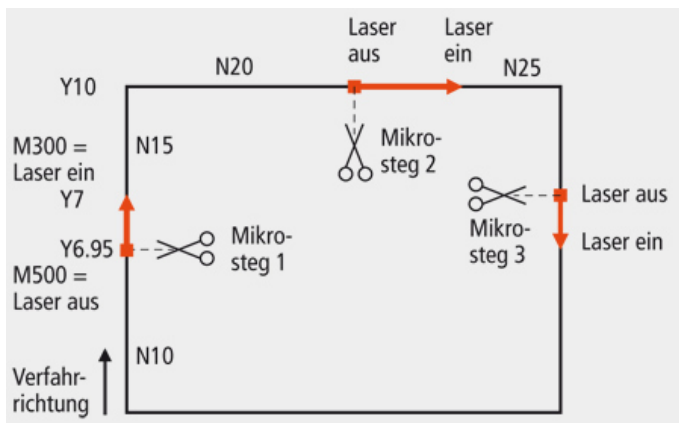 Laser
aus
Laser
ein
N20
N25
Y10
M300 =
Laser ein
Y7
N15
Mikro-
steg 2
Mikro-
steg 3
Laser aus
Laser ein
Y6.95
M500 =
Laser aus
Mikro-
steg 1
N10
Verfahr-
richtung